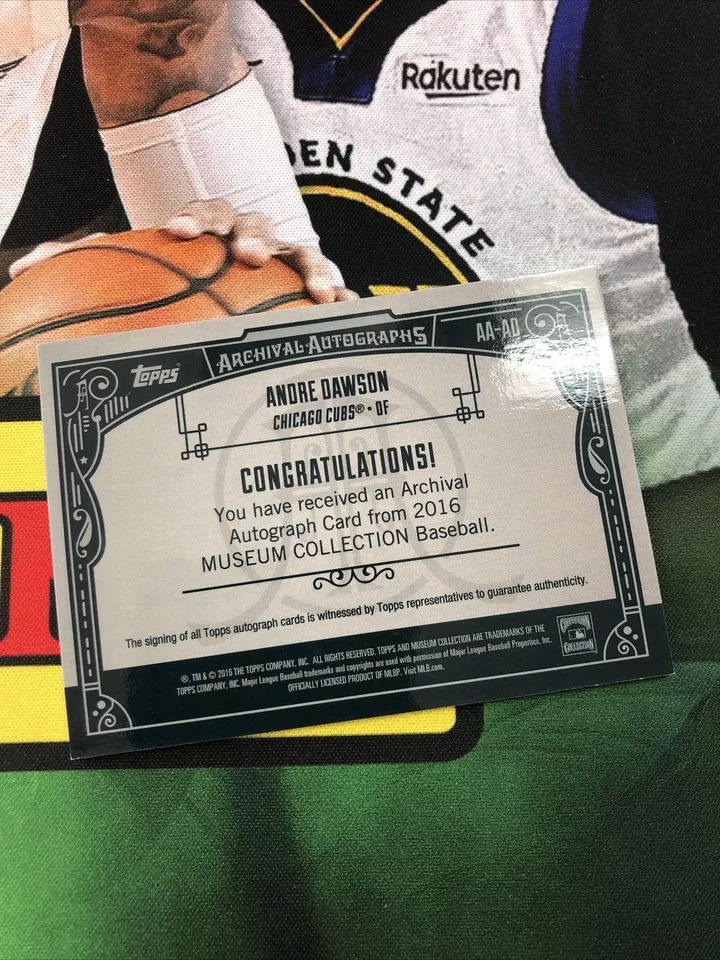 Rakuten
DEN STATE
TOPPS
ARCHIVAL AUTOGRAPHS
AA-AD
ANDRE DAWSON
CHICAGO CUBS® • OF
CONGRATULATIONS!
You have received an Archival
Autograph Card from 2016
MUSEUM COLLECTION Baseball.
The signing of all Topps autograph cards is witnessed by Topps representatives to guarantee authenticity.
®, TM & © 2016 THE TOPPS COMPANY, INC. ALL RIGHTS RESERVED. TOPPS AND MUSEUM COLLECTION ARE TRADEMARKS OF THE
TOPPS COMPANY, INC. Major League Baseball trademarks and copyrights are used with permission of Major League Baseball Properties, Inc.
OFFICIALLY LICENSED PRODUCT OF MLBP. Visit MLB.com.
COOPERSTOWN
COLLECTION